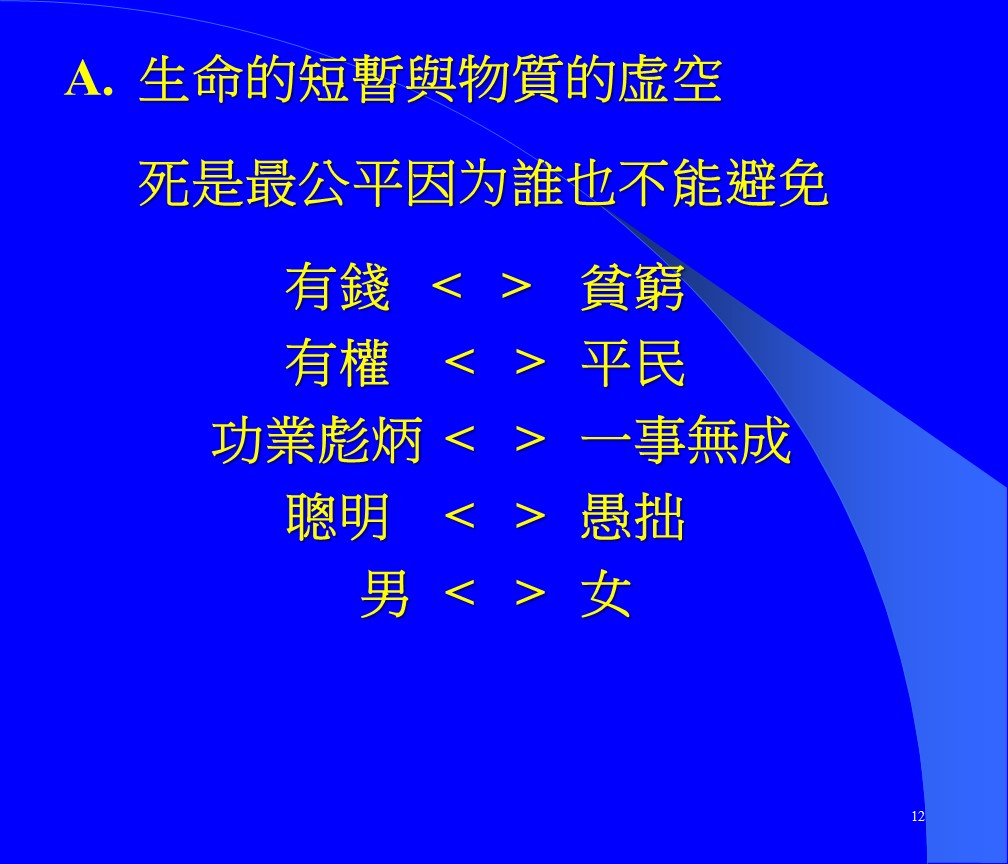 A. 生命的短暫與物質的虛空
死是最公平因为誰也不能避免
有錢 < > 貧窮
有權 < > 平民
功業彪炳 < > 一事無成
聰明 < > 愚拙
男 < > 女
12